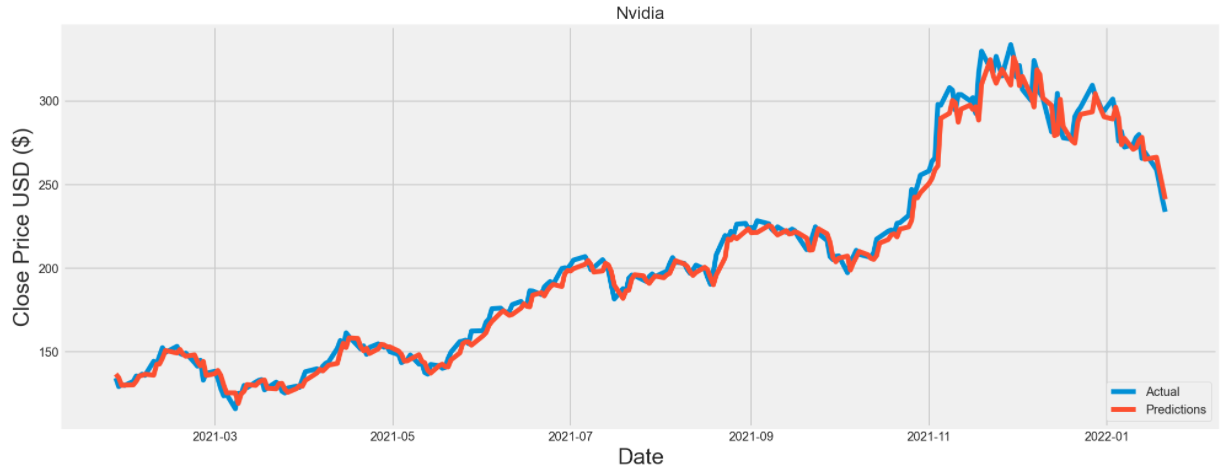 Nvidia
Close Price USD ($)
300
250
200
150
Actual
Predictions
2021-03
2021-05
2021-07
2021-09
2021-11
2022-01
Date